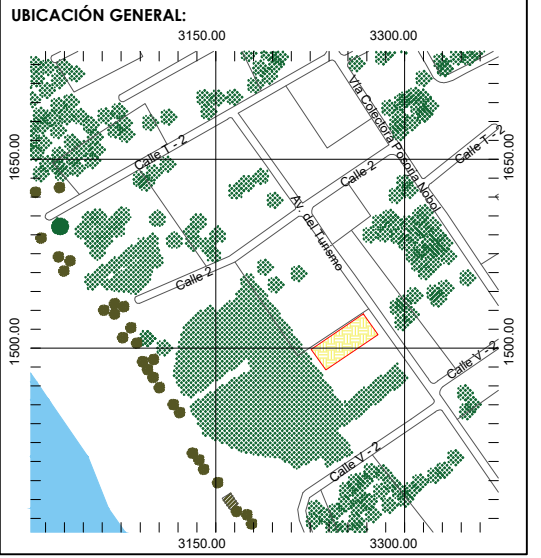 UBICACIÓN GENERAL:
3150.00
3300.00
1650.00
1650.00
Calle T - 2
Vía Colectora Posorja Nobol
Calle T - 2
Calle 2
Av. del Turismo
Calle 2
1500.00
1500.00
Calle V - 2
Calle V - 2
3150.00
3300.00